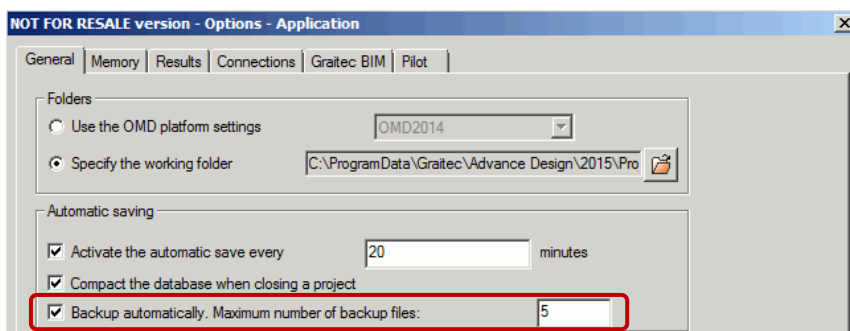 NOT FOR RESALE version - Options - Application
General Memory Results Connections Graitec BIM Pilot
Folders
Use the OMD platform settings OMD2014
Specify the working folder C:\ProgramData\Graitec\Advance Design\2015\Pro
Automatic saving
Activate the automatic save every 20 minutes
Compact the database when closing a project
Backup automatically. Maximum number of backup files: 5